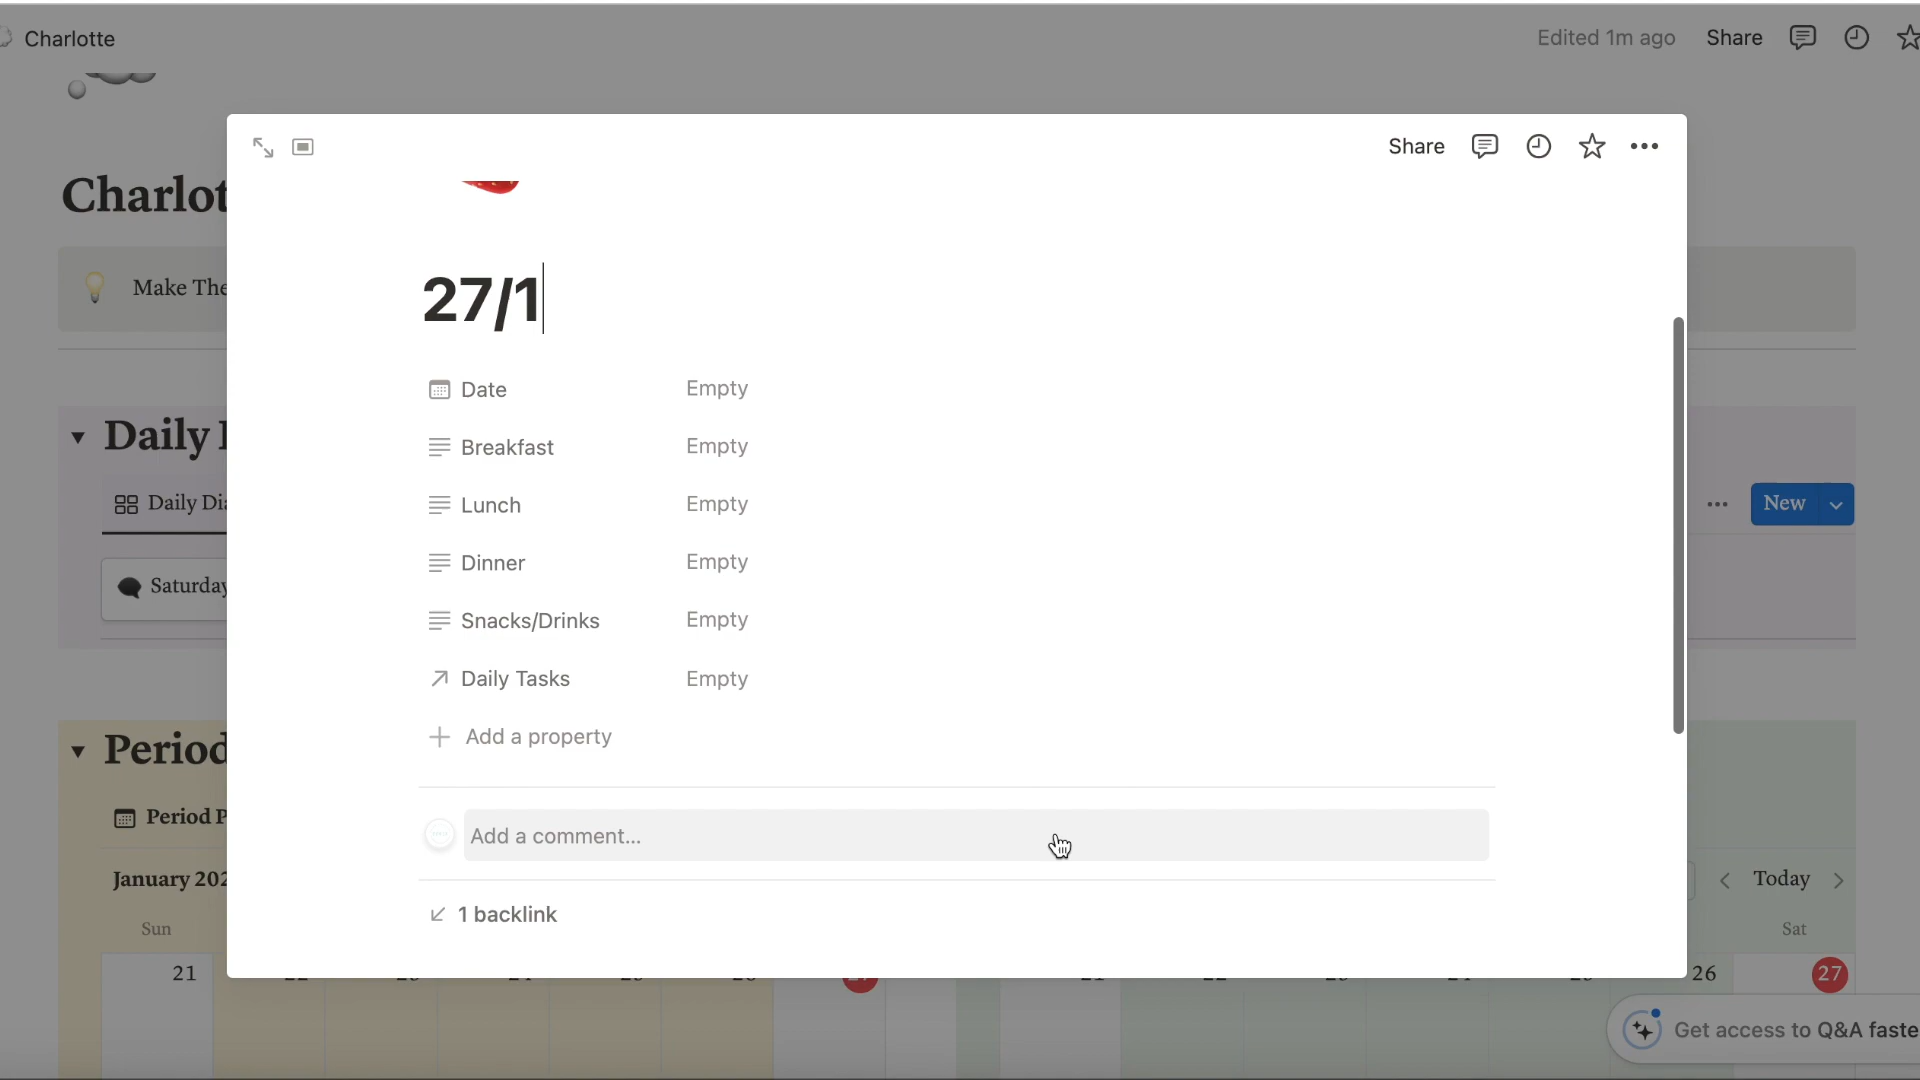 Charlotte
Edited 1m ago
Share
Share
Charlot
Make The
27/1
Date Empty
Breakfast Empty
Lunch Empty
Dinner Empty
Snacks/Drinks Empty
Daily Tasks Empty
Add a property
Add a comment...
1 backlink
Daily
Daily Dia
New
Saturday
Period
Period P
January 202
Today
Sun
Sat
21
26
27
Get access to Q&A faste